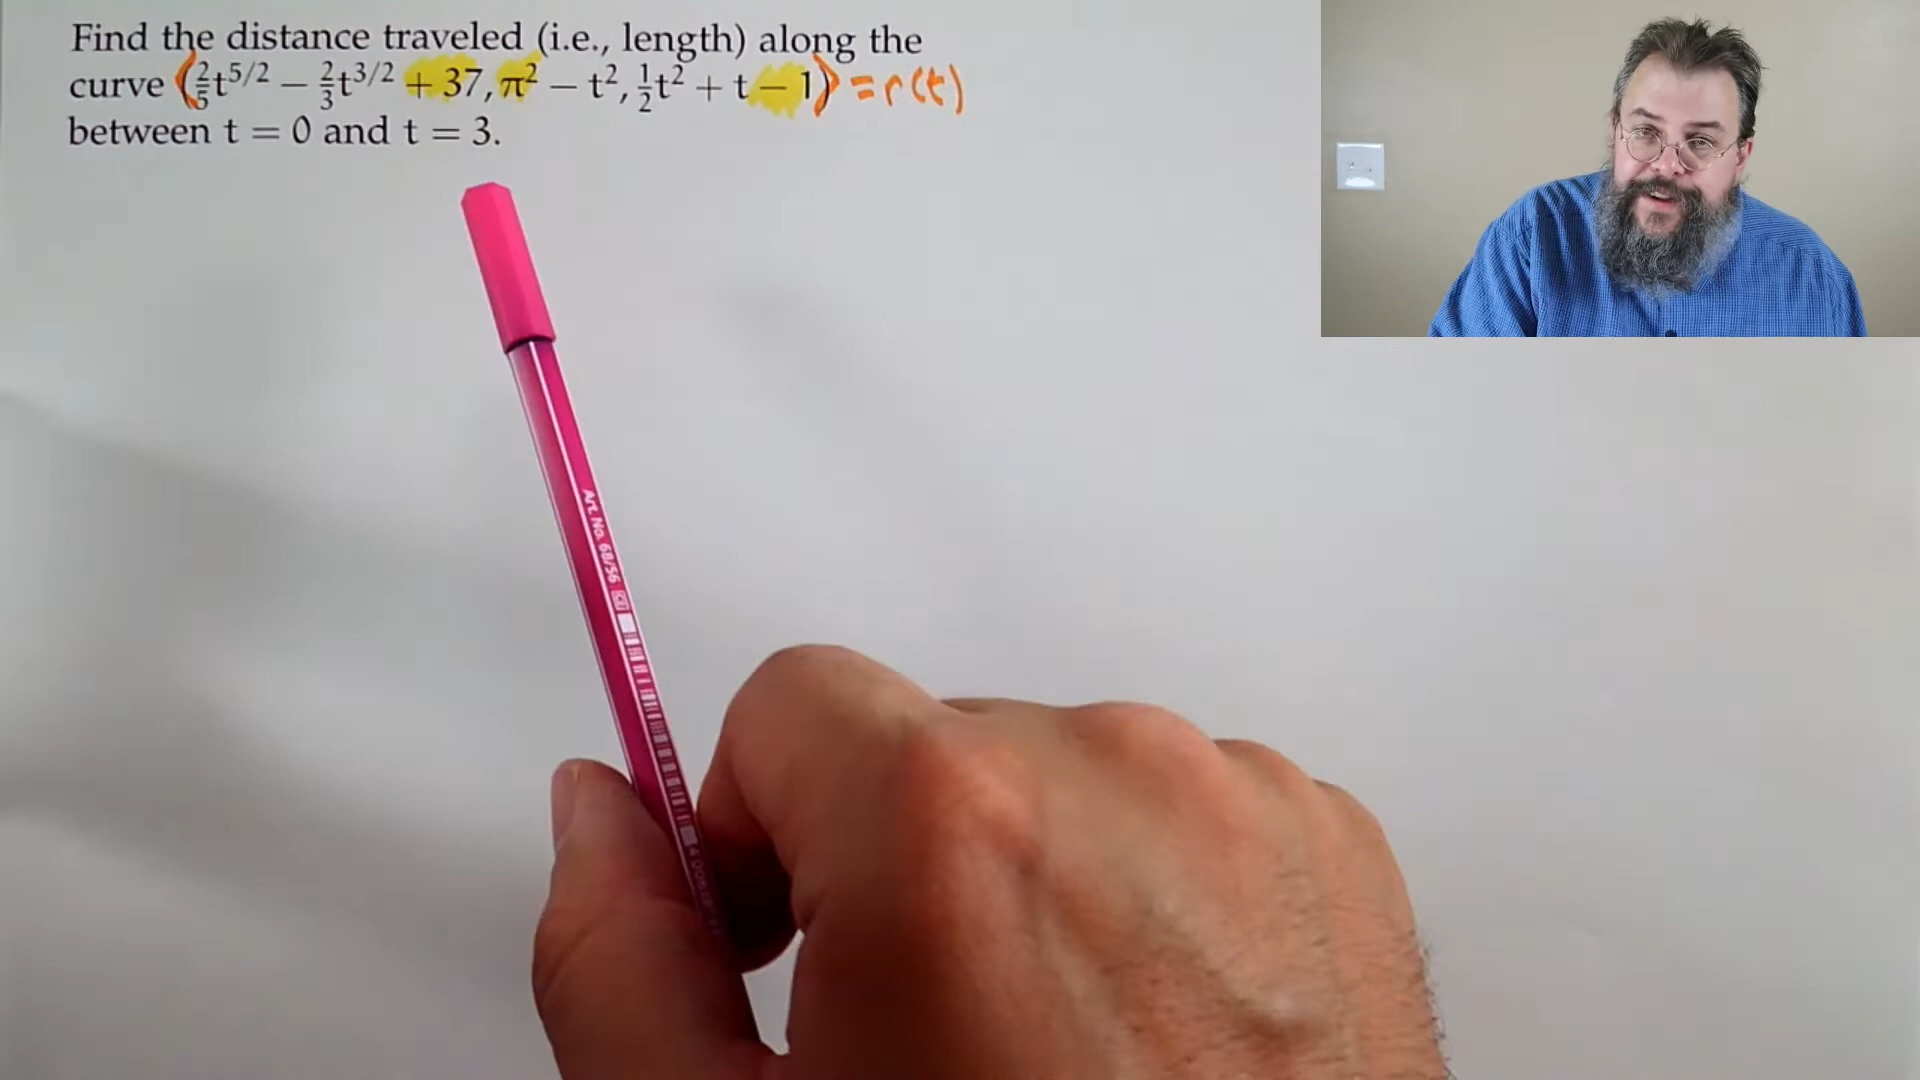 Find the distance traveled (i.e., length) along the
curve (2/5t^5/2 − 2/3t^3/2 + 37, π² − t², 1/2t² + t − 1) = r(t)
between t = 0 and t = 3.
Art. No. 68/56